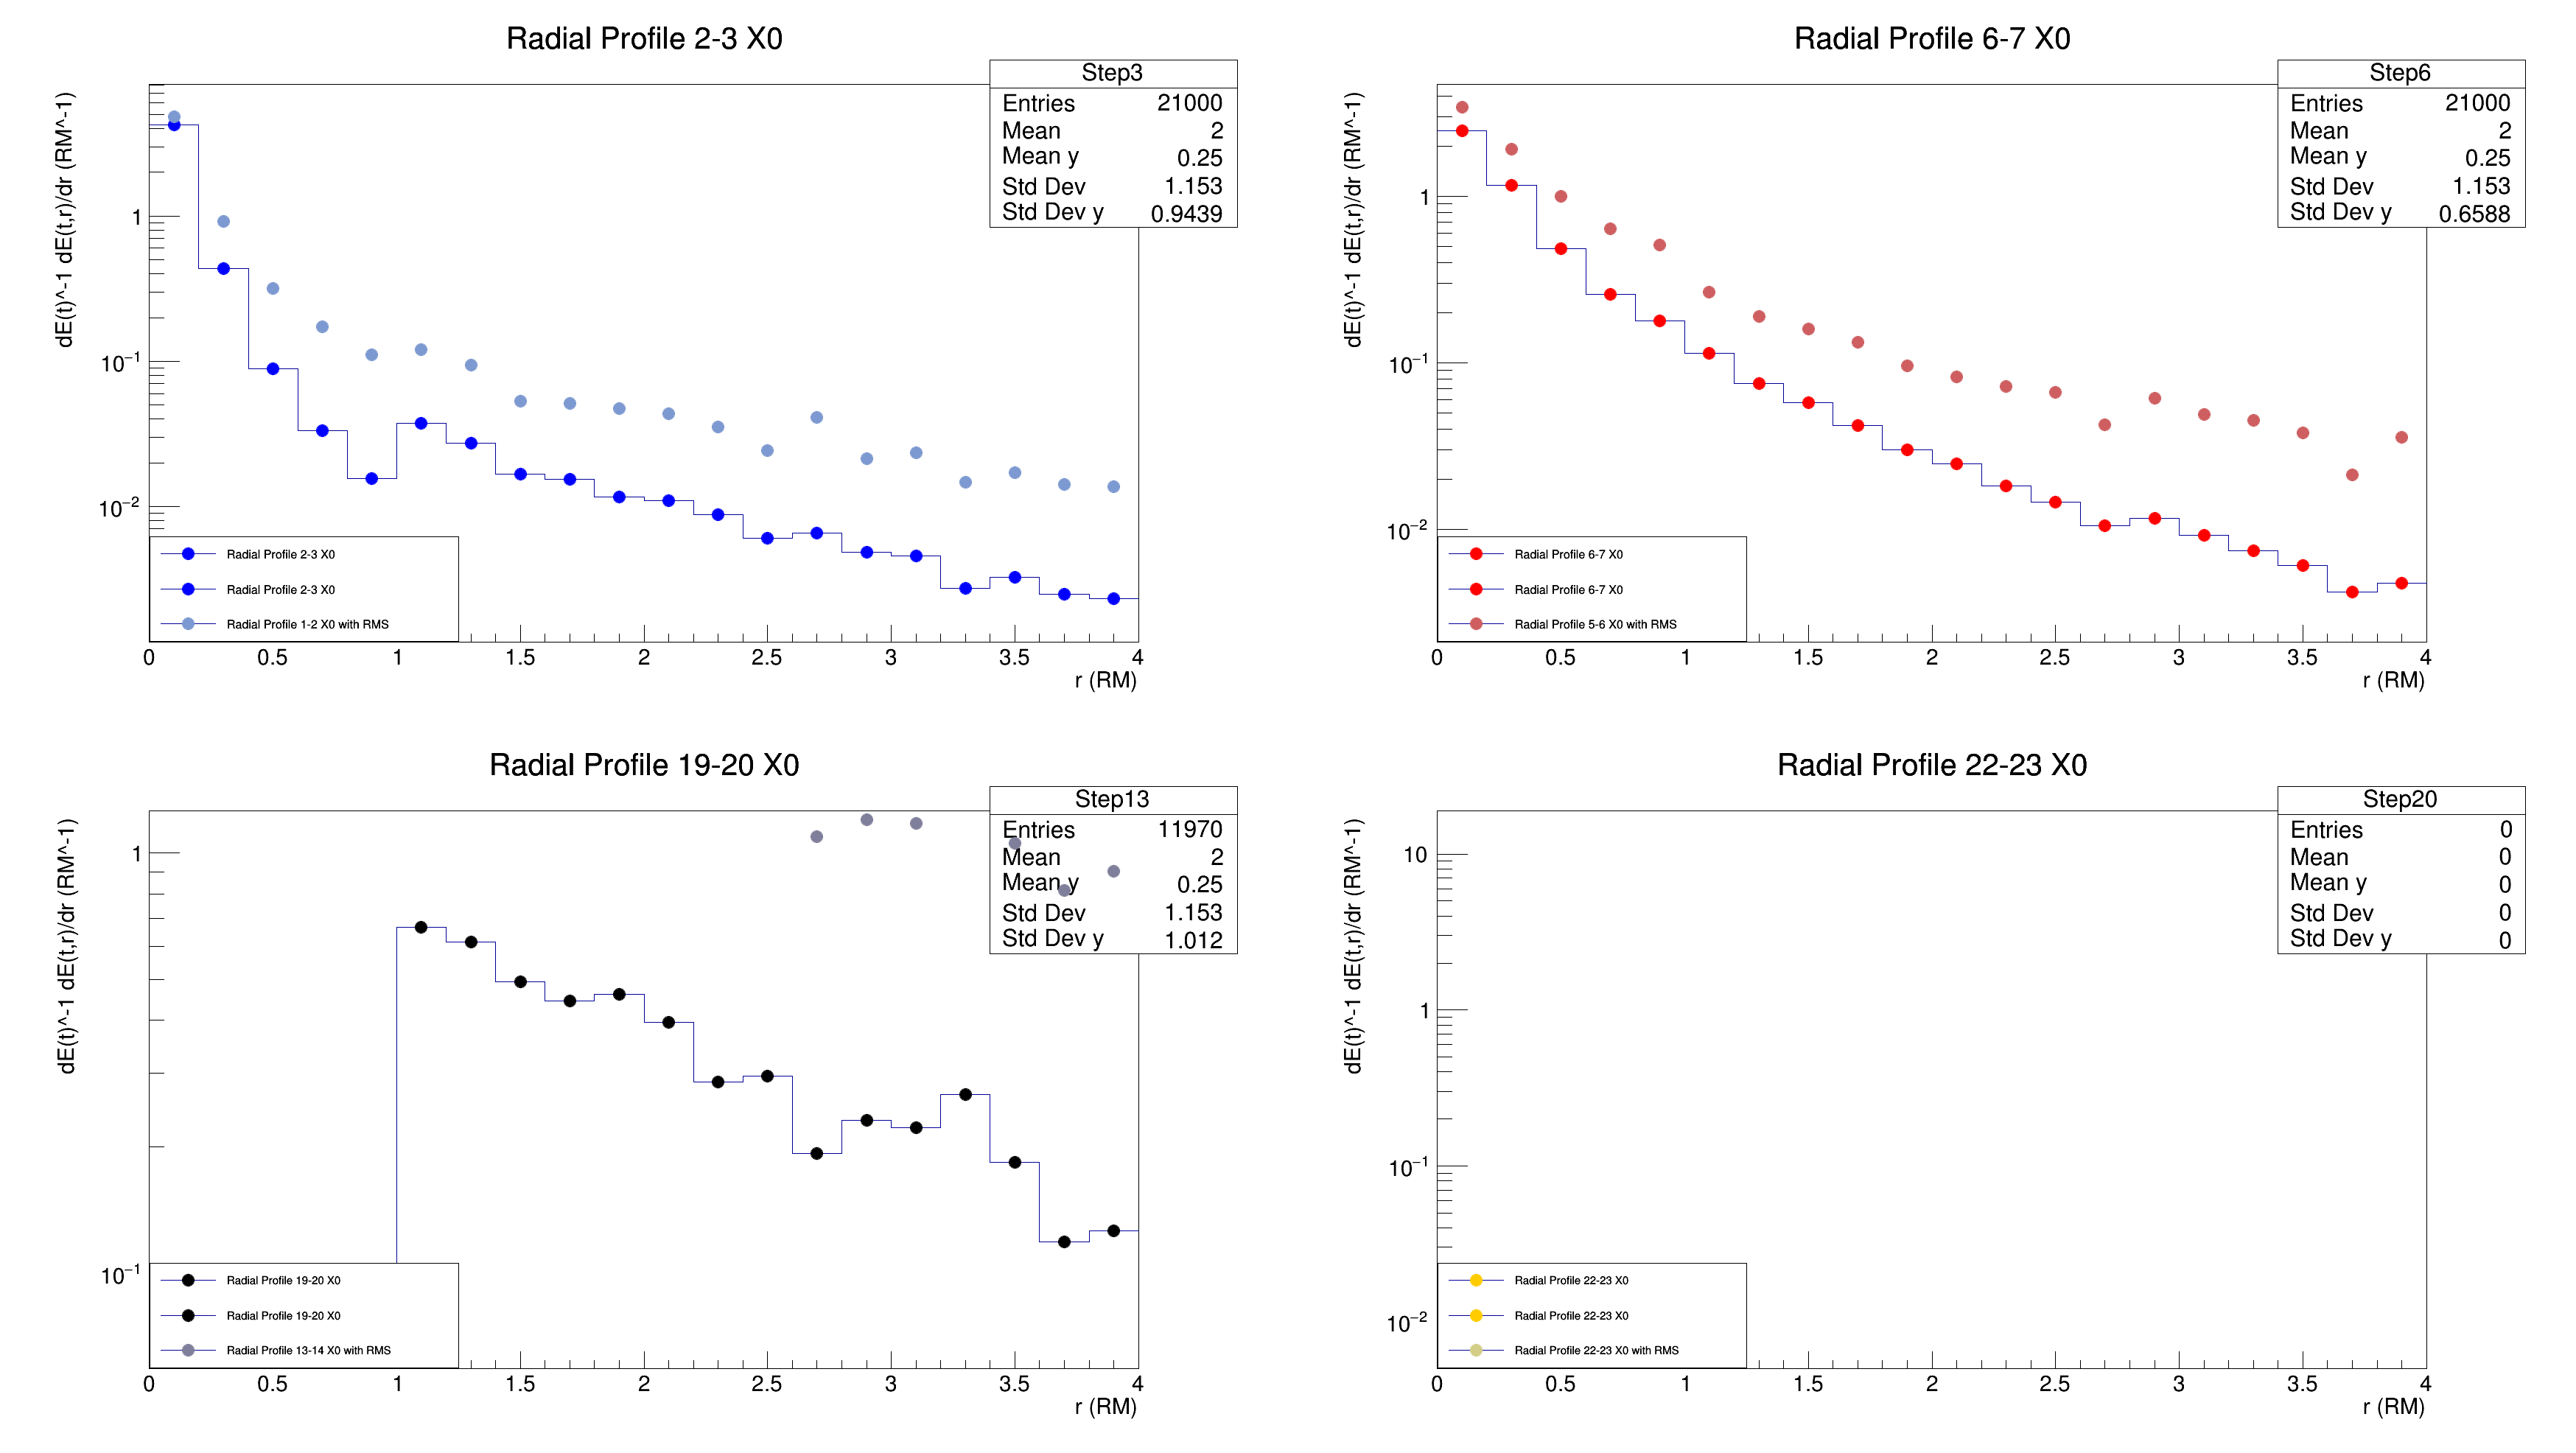 Radial Profile 2-3 X0
Step3
Entries 21000
Mean 2
Mean y 0.25
Std Dev 1.153
Std Dev y 0.9439
dE(t)^-1 dE(t,r)/dr (RM^-1)
1
10−1
10−2
Radial Profile 2-3 X0
Radial Profile 2-3 X0
Radial Profile 1-2 X0 with RMS
0 0.5 1 1.5 2 2.5 3 3.5 4
r (RM)
Radial Profile 6-7 X0
Step6
Entries 21000
Mean 2
Mean y 0.25
Std Dev 1.153
Std Dev y 0.6588
dE(t)^-1 dE(t,r)/dr (RM^-1)
1
10−1
10−2
Radial Profile 6-7 X0
Radial Profile 6-7 X0
Radial Profile 5-6 X0 with RMS
0 0.5 1 1.5 2 2.5 3 3.5 4
r (RM)
Radial Profile 19-20 X0
Step13
Entries 11970
Mean 2
Mean y 0.25
Std Dev 1.153
Std Dev y 1.012
dE(t)^-1 dE(t,r)/dr (RM^-1)
1
10−1
Radial Profile 19-20 X0
Radial Profile 19-20 X0
Radial Profile 13-14 X0 with RMS
0 0.5 1 1.5 2 2.5 3 3.5 4
r (RM)
Radial Profile 22-23 X0
Step20
Entries 0
Mean 0
Mean y 0
Std Dev 0
Std Dev y 0
dE(t)^-1 dE(t,r)/dr (RM^-1)
10
1
10−1
10−2
Radial Profile 22-23 X0
Radial Profile 22-23 X0
Radial Profile 22-23 X0 with RMS
0 0.5 1 1.5 2 2.5 3 3.5 4
r (RM)